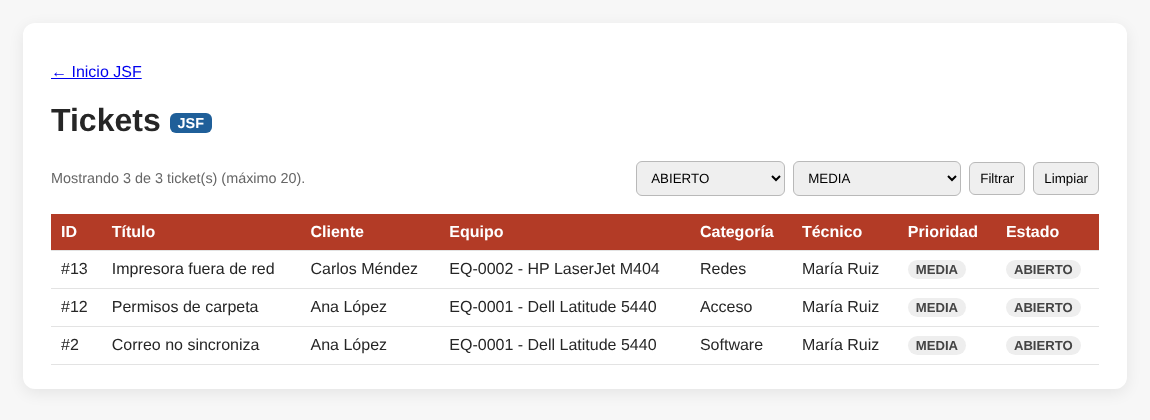 ← Inicio JSF
Tickets JSF
Mostrando 3 de 3 ticket(s) (máximo 20). ABIERTO MEDIA Filtrar Limpiar
ID Título Cliente Equipo Categoría Técnico Prioridad Estado
#13 Impresora fuera de red Carlos Méndez EQ-0002 - HP LaserJet M404 Redes María Ruiz MEDIA ABIERTO
#12 Permisos de carpeta Ana López EQ-0001 - Dell Latitude 5440 Acceso María Ruiz MEDIA ABIERTO
#2 Correo no sincroniza Ana López EQ-0001 - Dell Latitude 5440 Software María Ruiz MEDIA ABIERTO